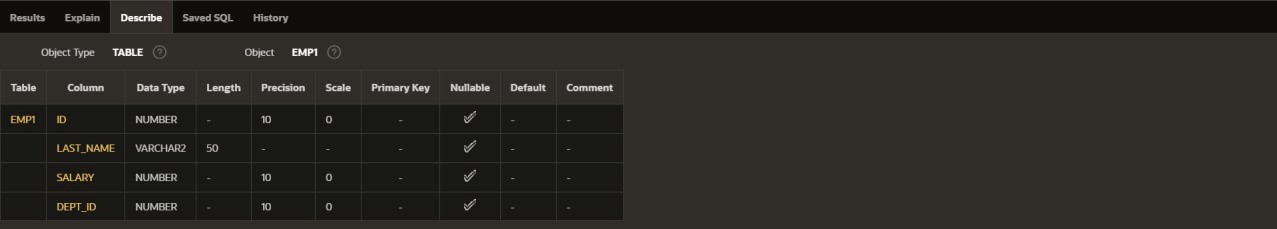 Results Explain Describe Saved SQL History
Object Type TABLE ? Object EMP1 ?
Table Column Data Type Length Precision Scale Primary Key Nullable Default Comment
EMP1 ID NUMBER - 10 0 - ✓ - -
LAST_NAME VARCHAR2 50 - - - ✓ - -
SALARY NUMBER - 10 0 - ✓ - -
DEPT_ID NUMBER - 10 0 - ✓ - -